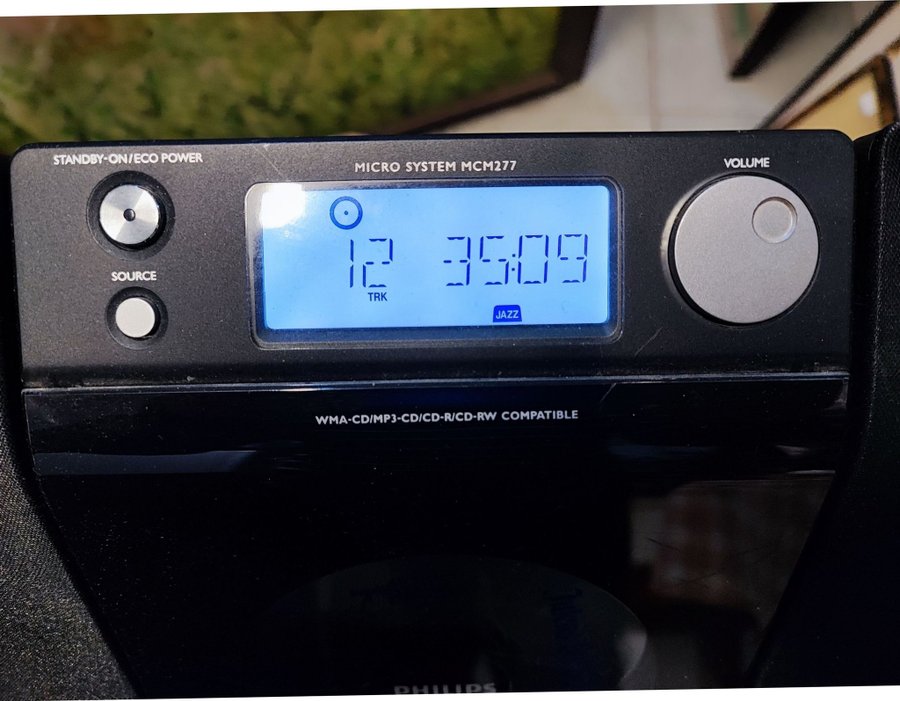 STANDBY-ON/ECO POWER
MICRO SYSTEM MCM277
VOLUME
SOURCE
12 35:09
TRK
JAZZ
WMA-CD/MP3-CD/CD-R/CD-RW COMPATIBLE
PHILIPS